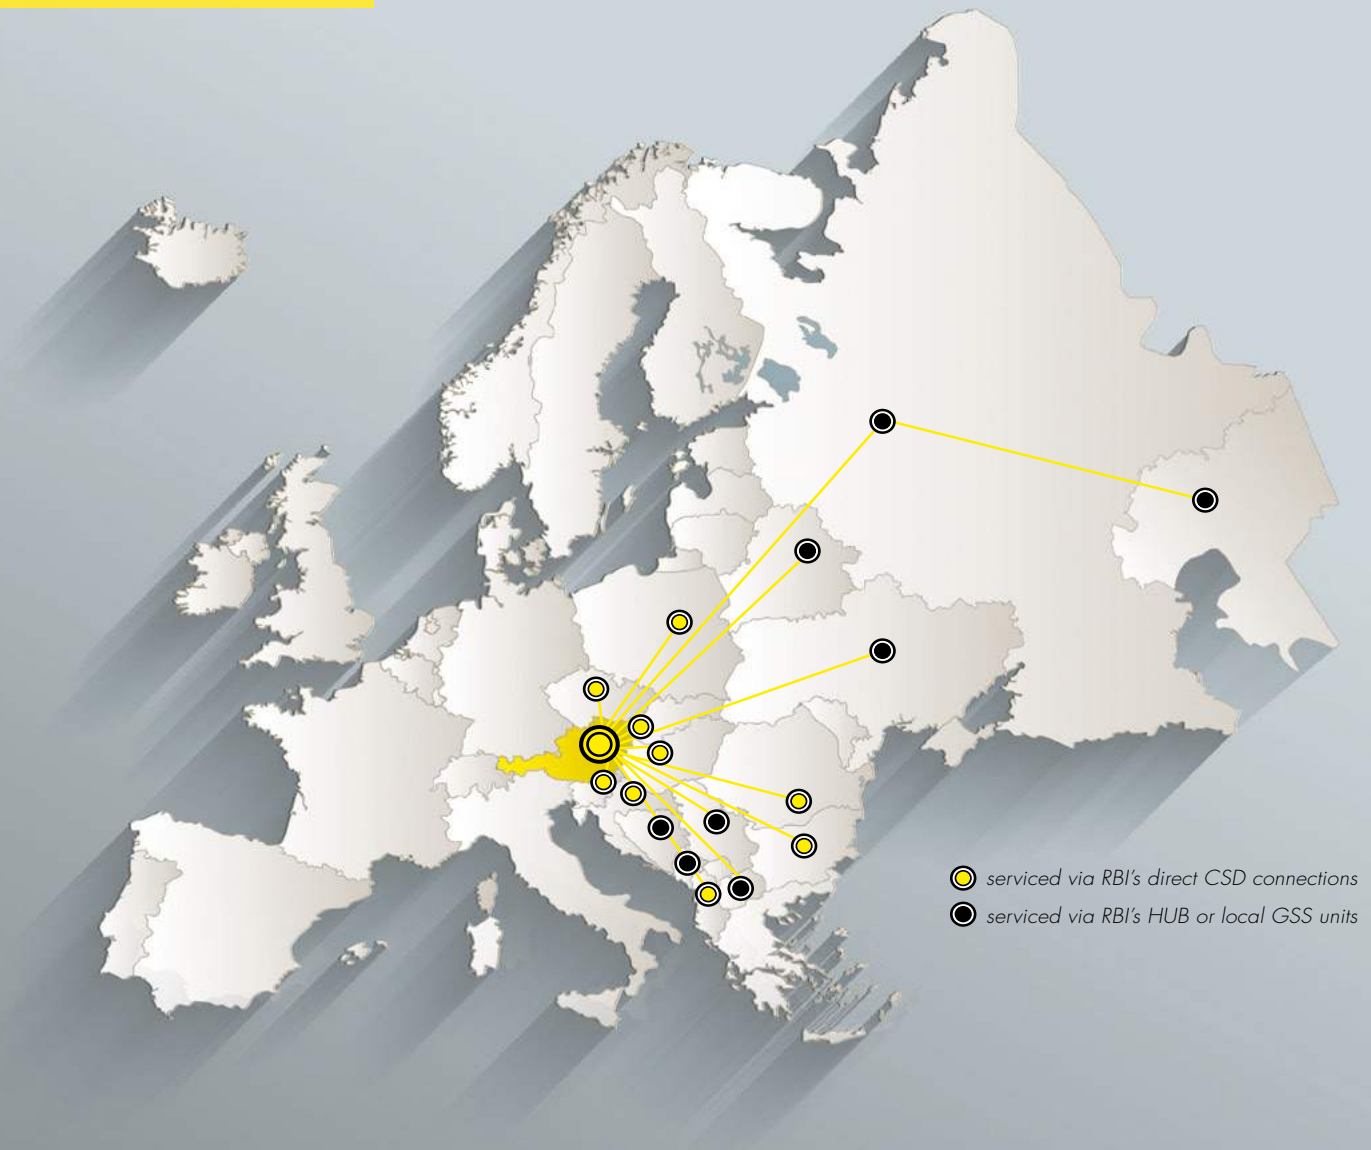 serviced via RBI's direct CSD connections
serviced via RBI's HUB or local GSS units